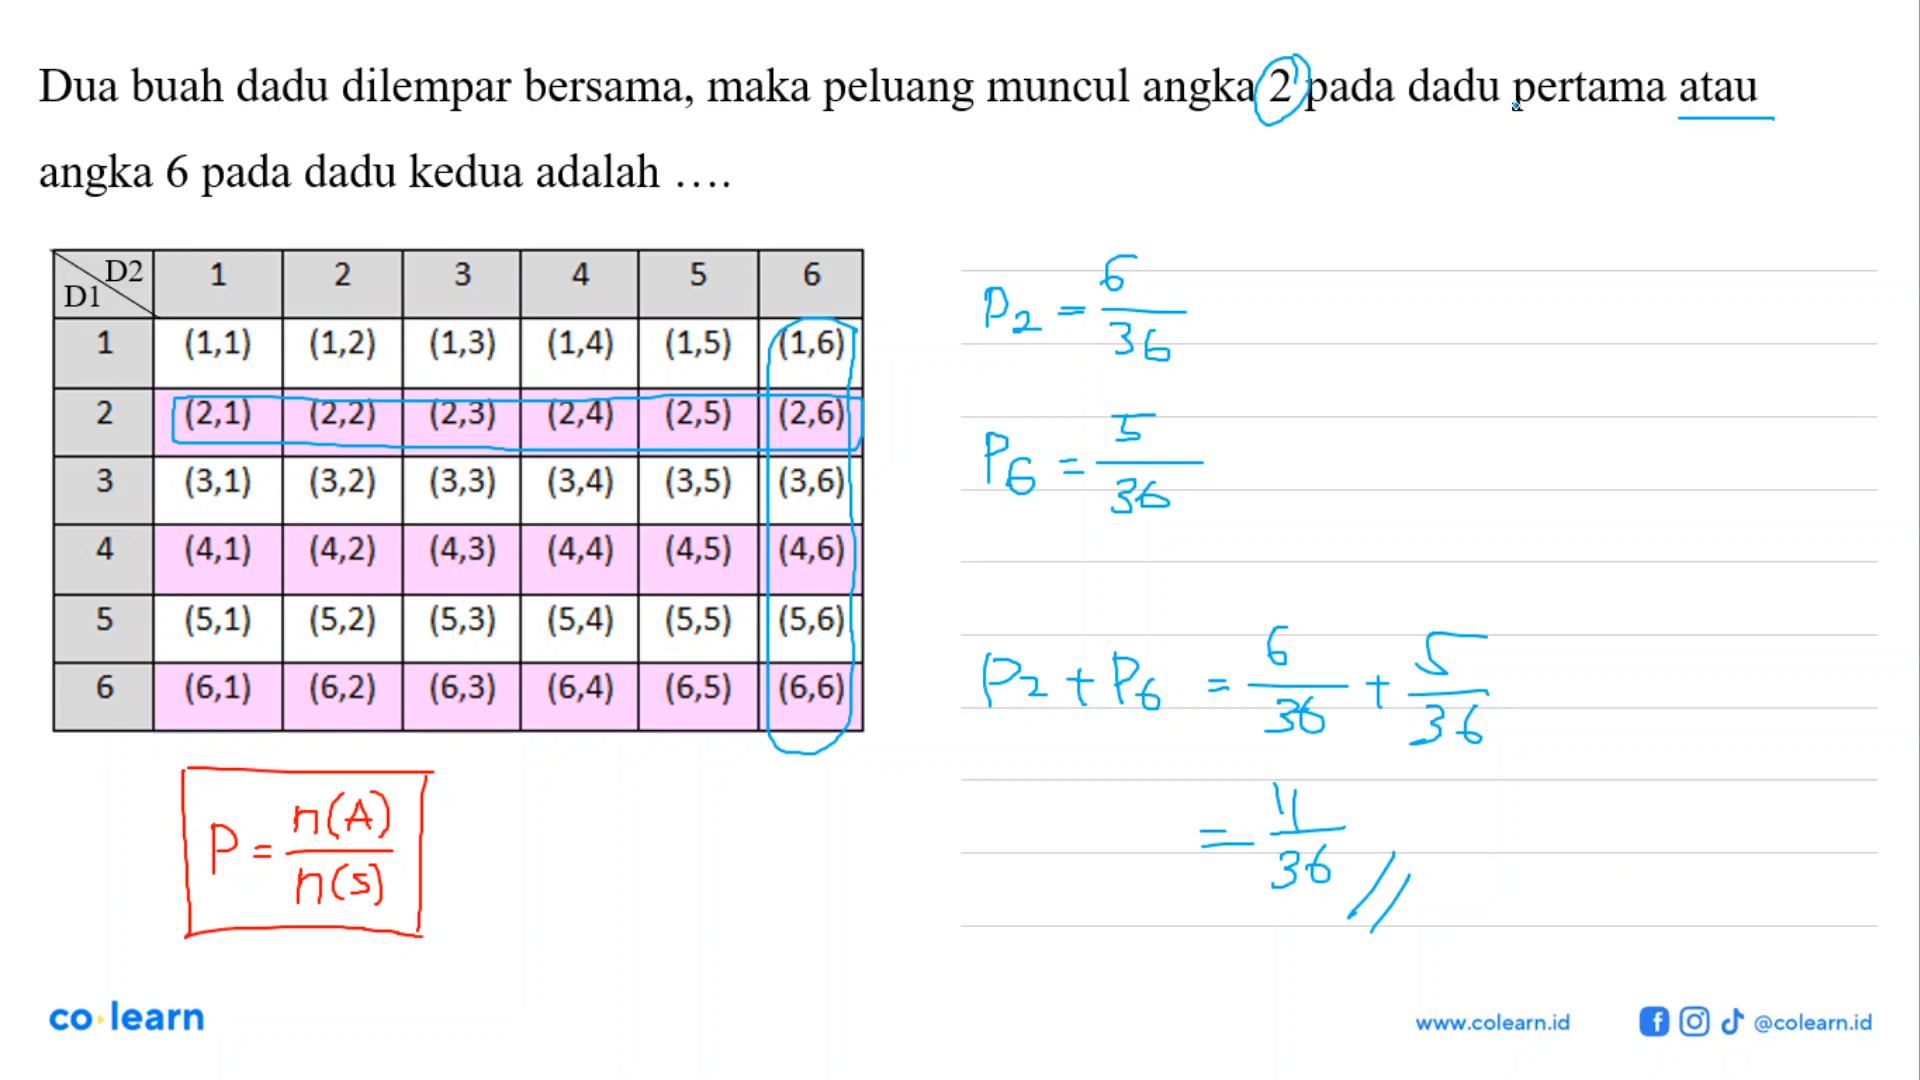 Dua buah dadu dilempar bersama, maka peluang muncul angka 2 pada dadu pertama atau
angka 6 pada dadu kedua adalah ….
D2 1 2 3 4 5 6
D1
1 (1,1) (1,2) (1,3) (1,4) (1,5) (1,6)
2 (2,1) (2,2) (2,3) (2,4) (2,5) (2,6)
3 (3,1) (3,2) (3,3) (3,4) (3,5) (3,6)
4 (4,1) (4,2) (4,3) (4,4) (4,5) (4,6)
5 (5,1) (5,2) (5,3) (5,4) (5,5) (5,6)
6 (6,1) (6,2) (6,3) (6,4) (6,5) (6,6)
P = n(A)/n(S)
P2 = 6/36
P6 = 5/36
P2 + P6 = 6/36 + 5/36
= 11/36 //
co learn
www.colearn.id
@colearn.id